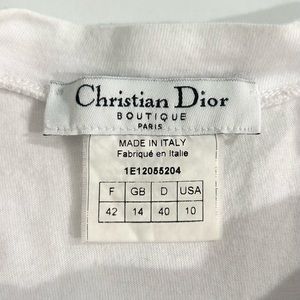 Christian Dior
BOUTIQUE
PARIS
MADE IN ITALY
Fabriqué en Italie
1E12055204
F GB D USA
42 14 40 10